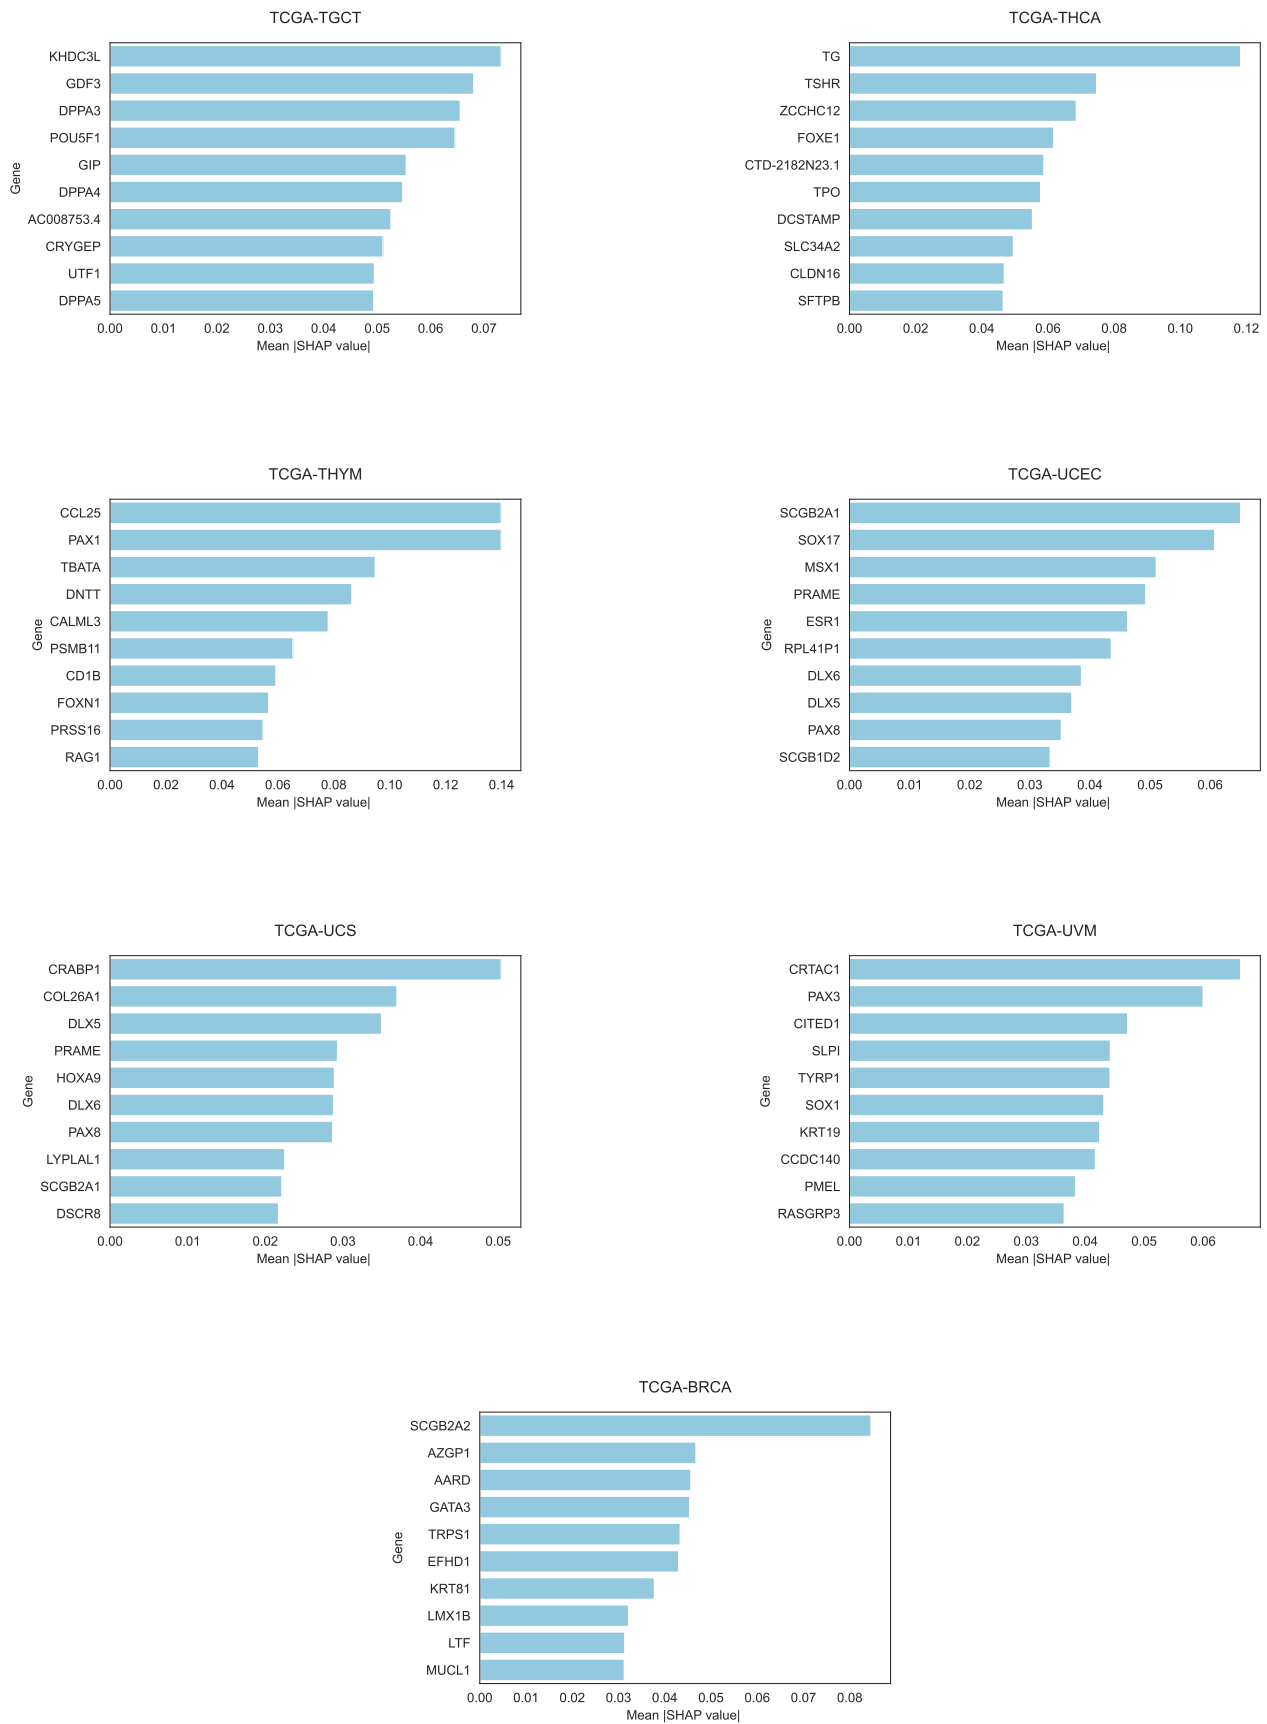 TCGA-TGCT
Gene
KHDC3L
GDF3
DPPA3
POU5F1
GIP
DPPA4
AC008753.4
CRYGEP
UTF1
DPPA5
0.00 0.01 0.02 0.03 0.04 0.05 0.06 0.07
Mean |SHAP value|
TCGA-THCA
TG
TSHR
ZCCHC12
FOXE1
CTD-2182N23.1
TPO
DCSTAMP
SLC34A2
CLDN16
SFTPB
0.00 0.02 0.04 0.06 0.08 0.10 0.12
Mean |SHAP value|
TCGA-THYM
Gene
CCL25
PAX1
TBATA
DNTT
CALML3
PSMB11
CD1B
FOXN1
PRSS16
RAG1
0.00 0.02 0.04 0.06 0.08 0.10 0.12 0.14
Mean |SHAP value|
TCGA-UCEC
Gene
SCGB2A1
SOX17
MSX1
PRAME
ESR1
RPL41P1
DLX6
DLX5
PAX8
SCGB1D2
0.00 0.01 0.02 0.03 0.04 0.05 0.06
Mean |SHAP value|
TCGA-UCS
Gene
CRABP1
COL26A1
DLX5
PRAME
HOXA9
DLX6
PAX8
LYPLAL1
SCGB2A1
DSCR8
0.00 0.01 0.02 0.03 0.04 0.05
Mean |SHAP value|
TCGA-UVM
Gene
CRTAC1
PAX3
CITED1
SLPI
TYRP1
SOX1
KRT19
CCDC140
PMEL
RASGRP3
0.00 0.01 0.02 0.03 0.04 0.05 0.06
Mean |SHAP value|
TCGA-BRCA
Gene
SCGB2A2
AZGP1
AARD
GATA3
TRPS1
EFHD1
KRT81
LMX1B
LTF
MUCL1
0.00 0.01 0.02 0.03 0.04 0.05 0.06 0.07 0.08
Mean |SHAP value|